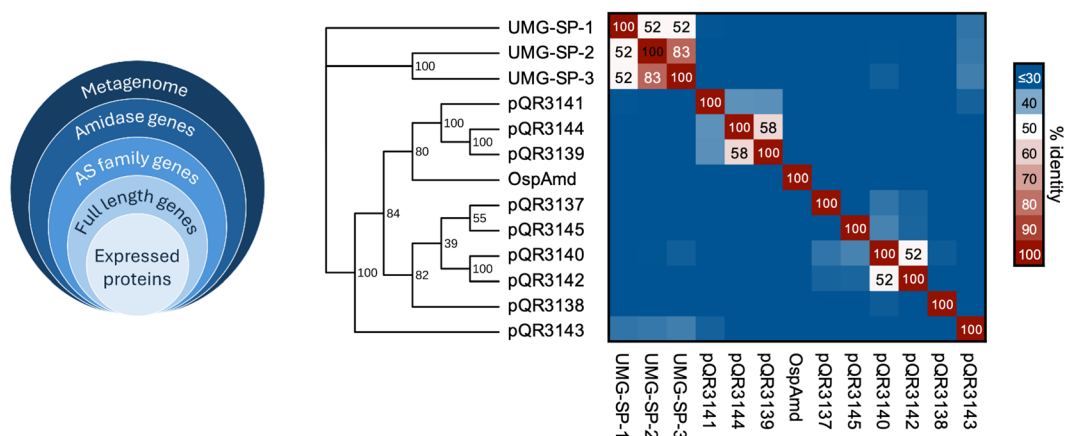 Metagenome
Amidase genes
AS family genes
Full length genes
Expressed
proteins
UMG-SP-1
UMG-SP-2
100
UMG-SP-3
pQR3141
100
pQR3144
100
pQR3139
80
OspAmd
84
pQR3137
55
pQR3145
39
pQR3140
100
pQR3142
82
pQR3138
100
pQR3143
100 52 52
52 100 83
52 83 100
100
100 58
58 100
100
100
100
100 52
52 100
100
100
UMG-SP-1
UMG-SP-2
UMG-SP-3
pQR3141
pQR3144
pQR3139
OspAmd
pQR3137
pQR3145
pQR3140
pQR3142
pQR3138
pQR3143
≤30
40
50
60
70
80
90
100
% identity